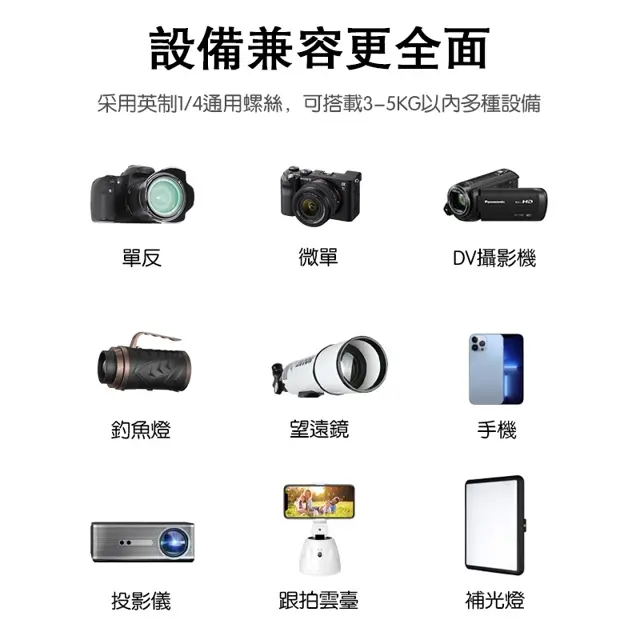 設備兼容更全面
采用英制1/4通用螺絲，可搭載3-5KG以內多種設備
單反
微單
DV攝影機
釣魚燈
望遠鏡
手機
投影儀
跟拍雲臺
補光燈
SONY
Panasonic
HD